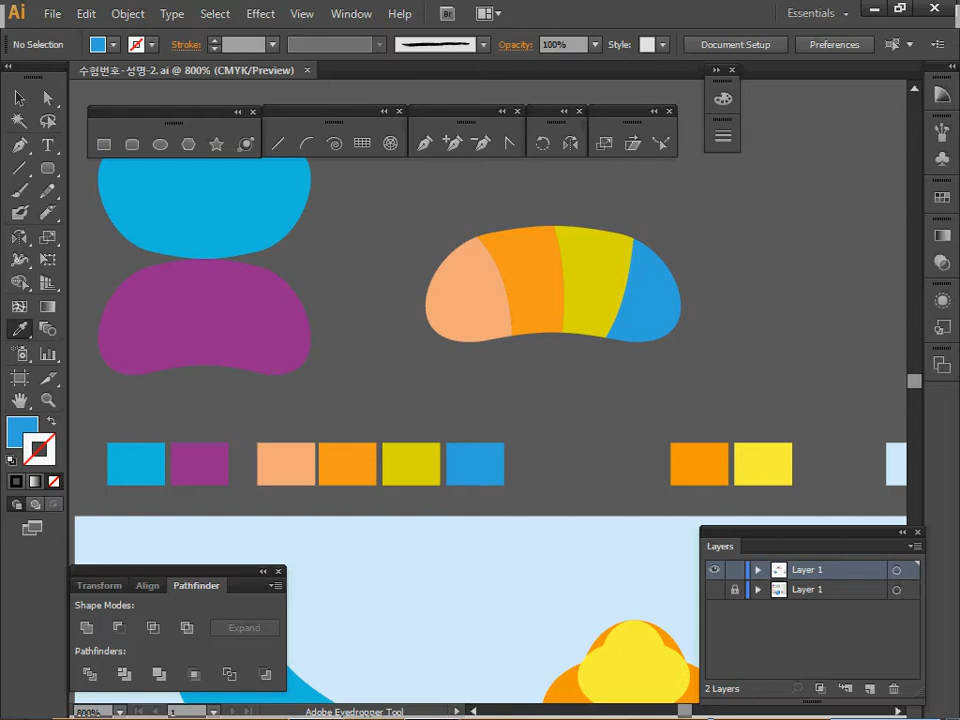 Ai File Edit Object Type Select Effect View Window Help Br Essentials
No Selection Stroke: Opacity: 100% Style: Document Setup Preferences
수험번호-성명-2.ai @ 800% (CMYK/Preview)
Layers
Layer 1
Layer 1
2 Layers
Transform Align Pathfinder
Shape Modes:
Expand
Pathfinders:
800% 1 Adobe Eyedropper Tool